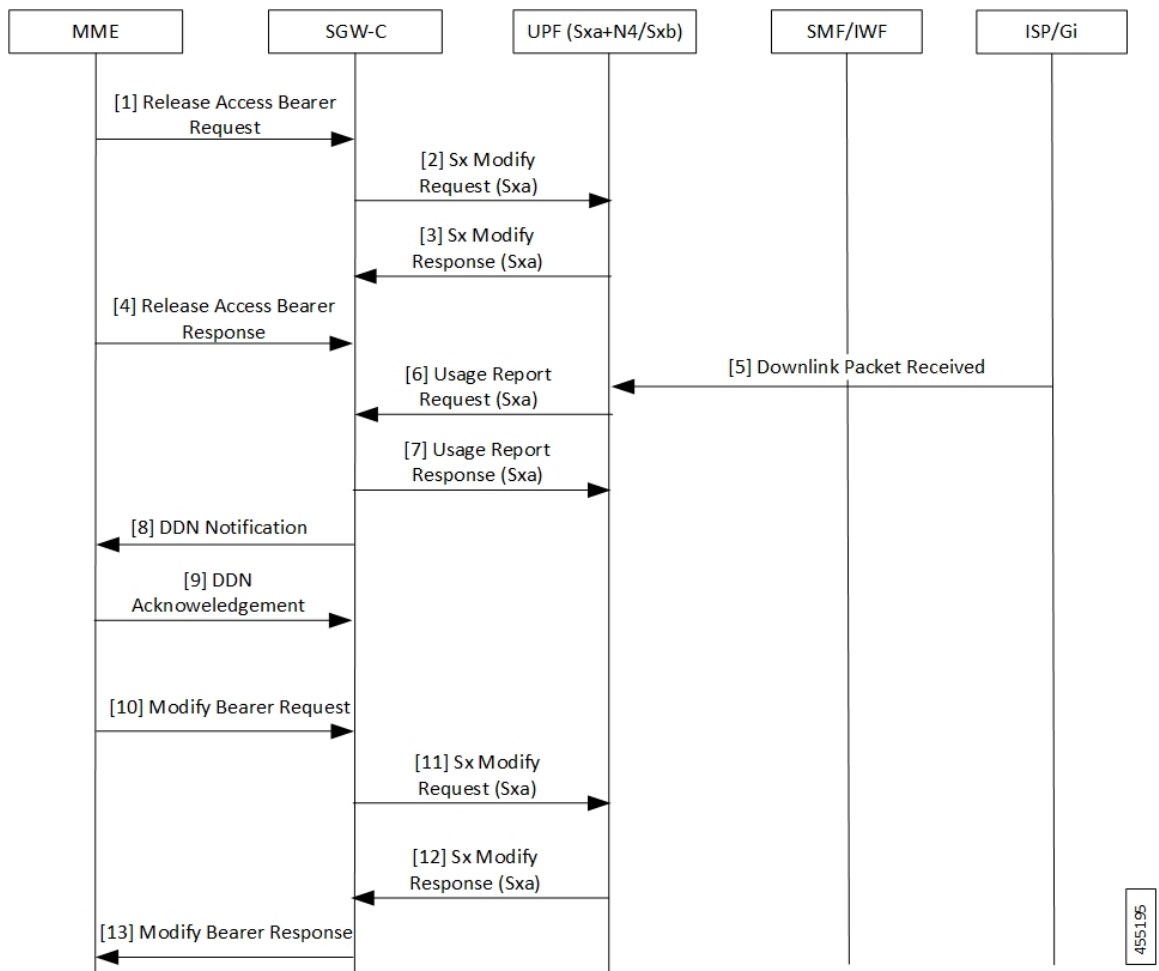 MME
SGW-C
UPF (Sxa+N4/Sxb)
SMF/IWF
ISP/Gi
[1] Release Access Bearer
Request
[2] Sx Modify
Request (Sxa)
[3] Sx Modify
Response (Sxa)
[4] Release Access Bearer
Response
[5] Downlink Packet Received
[6] Usage Report
Request (Sxa)
[7] Usage Report
Response (Sxa)
[8] DDN Notification
[9] DDN
Acknoweledgement
[10] Modify Bearer Request
[11] Sx Modify
Request (Sxa)
[12] Sx Modify
Response (Sxa)
[13] Modify Bearer Response
455195